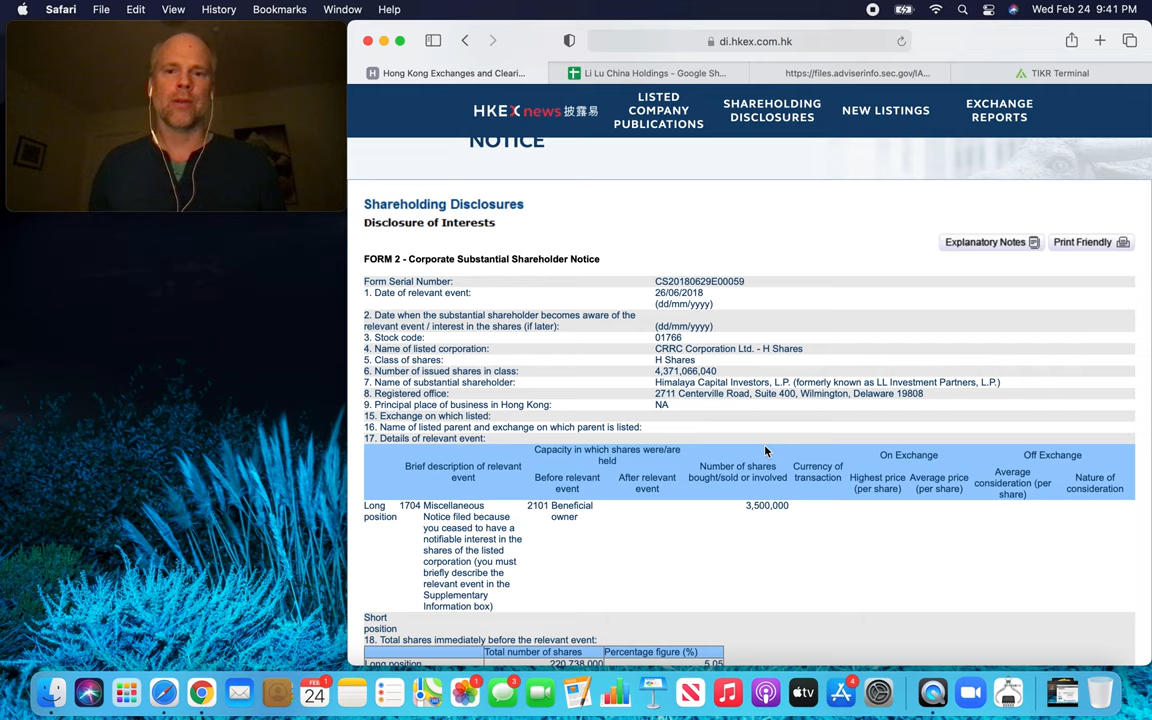 Safari File Edit View History Bookmarks Window Help Wed Feb 24 9:41 PM
di.hkex.com.hk
Hong Kong Exchanges and Cleari... Li Lu China Holdings - Google Sh... https://files.adviserinfo.sec.gov/IA... TIKR Terminal
HKEXnews 披露易
LISTED COMPANY PUBLICATIONS
SHAREHOLDING DISCLOSURES
NEW LISTINGS
EXCHANGE REPORTS
NOTICE
Shareholding Disclosures
Disclosure of Interests
Explanatory Notes Print Friendly
FORM 2 - Corporate Substantial Shareholder Notice
Form Serial Number: CS20180629E00059
1. Date of relevant event: 26/06/2018
(dd/mm/yyyy)
2. Date when the substantial shareholder becomes aware of the
relevant event / interest in the shares (if later): (dd/mm/yyyy)
3. Stock code: 01766
4. Name of listed corporation: CRRC Corporation Ltd. - H Shares
5. Class of shares: H Shares
6. Number of issued shares in class: 4,371,066,040
7. Name of substantial shareholder: Himalaya Capital Investors, L.P. (formerly known as LL Investment Partners, L.P.)
8. Registered office: 2711 Centerville Road, Suite 400, Wilmington, Delaware 19808
9. Principal place of business in Hong Kong: NA
15. Exchange on which listed:
16. Name of listed parent and exchange on which parent is listed:
17. Details of relevant event:
Brief description of relevant event
Capacity in which shares were/are held
Before relevant event
After relevant event
Number of shares bought/sold or involved
Currency of transaction
On Exchange
Highest price (per share)
Average price (per share)
Off Exchange
Average consideration (per share)
Nature of consideration
Long position
1704 Miscellaneous
Notice filed because
you ceased to have a
notifiable interest in the
shares of the listed
corporation (you must
briefly describe the
relevant event in the
Supplementary
Information box)
2101 Beneficial owner
3,500,000
Short position
18. Total shares immediately before the relevant event:
Total number of shares Percentage figure (%)
Long position 220,738,000 5.05
FEB
24
1
1
3
4
tv